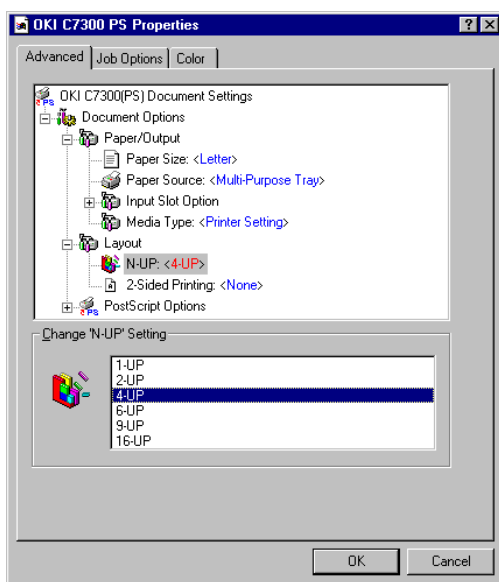 OKI C7300 PS Properties
Advanced
Job Options
Color
OKI C7300(PS) Document Settings
Document Options
Paper/Output
Paper Size: <Letter>
Paper Source: <Multi-Purpose Tray>
Input Slot Option
Media Type: <Printer Setting>
Layout
N-UP: <4-UP>
2-Sided Printing: <None>
PostScript Options
Change 'N-UP' Setting
1-UP
2-UP
4-UP
6-UP
9-UP
16-UP
OK
Cancel